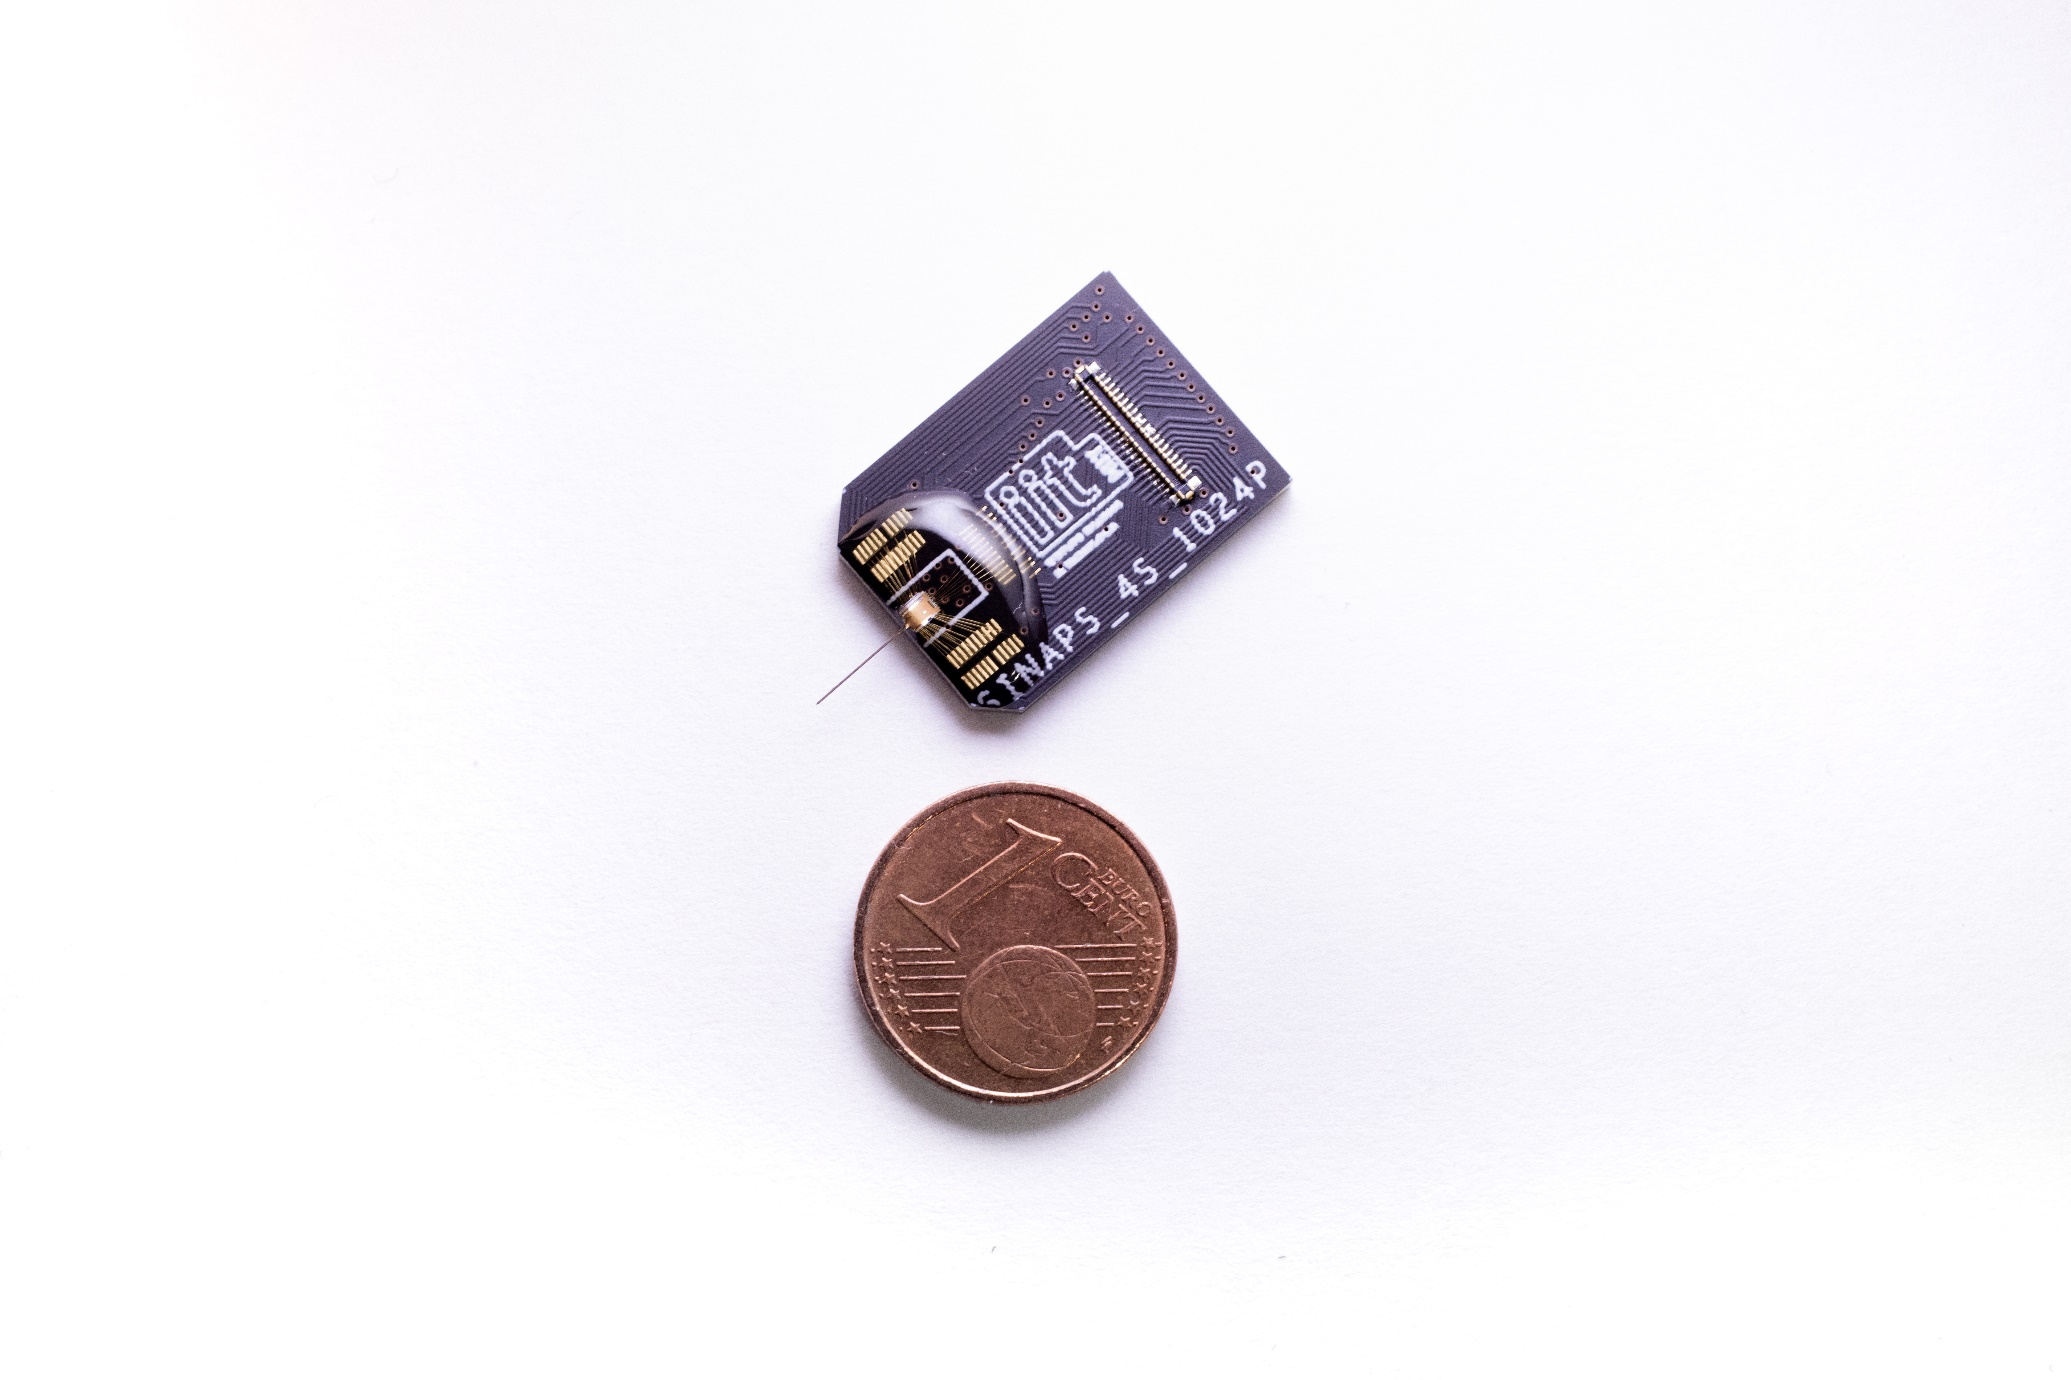 iit
SINAPS_4S_1024P
1
EURO
CENT